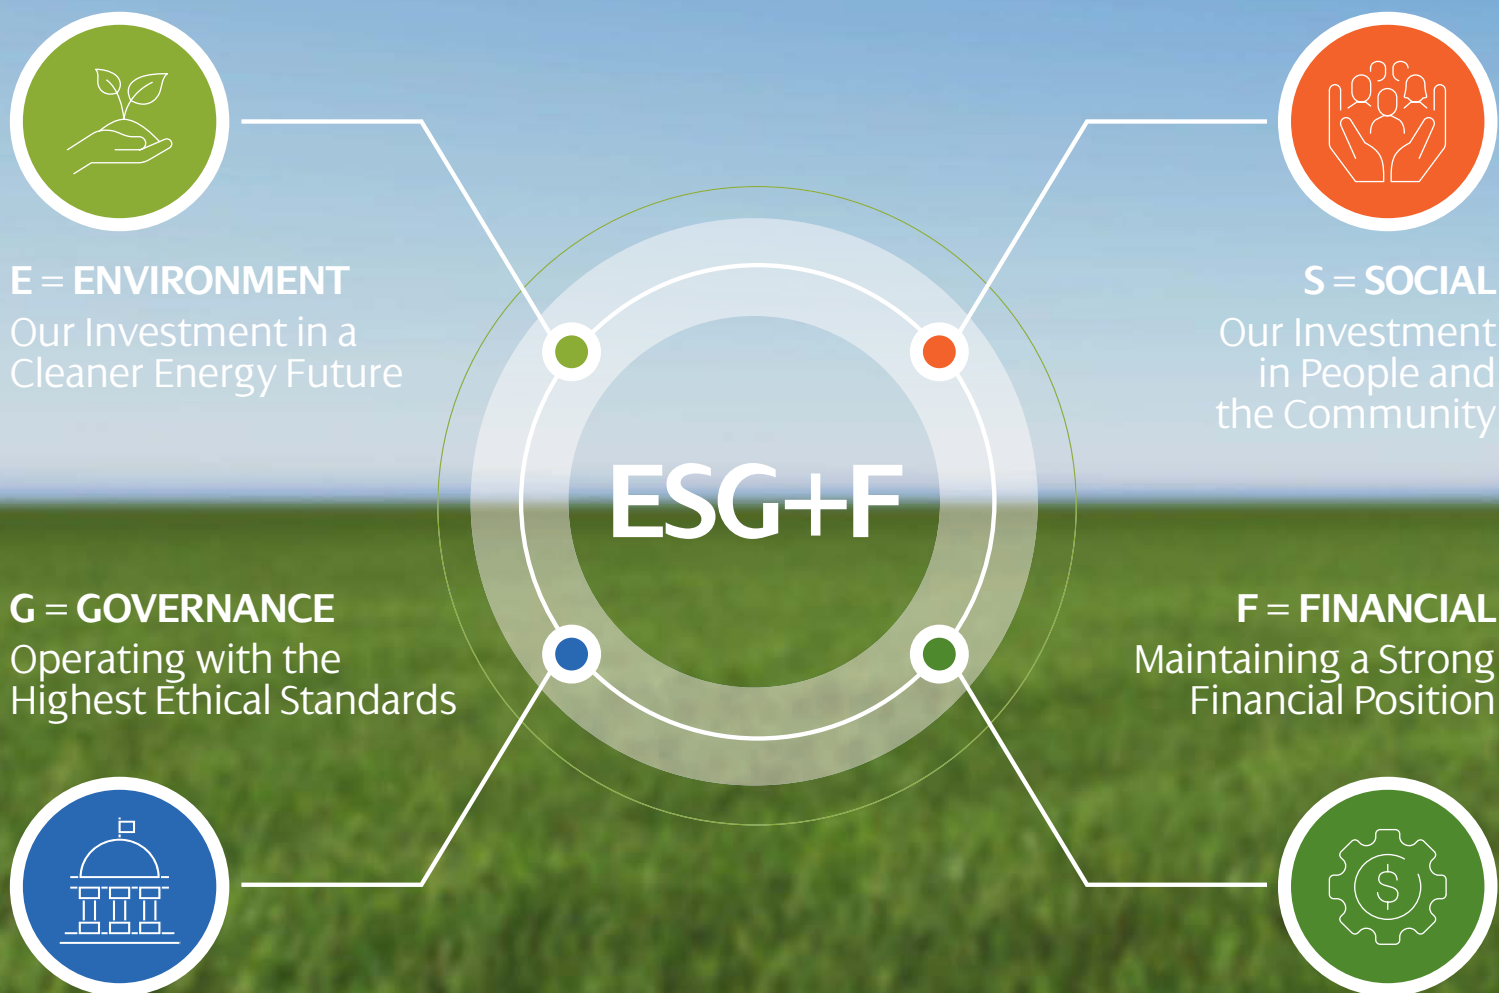 E = ENVIRONMENT
Our Investment in a
Cleaner Energy Future
S = SOCIAL
Our Investment
in People and
the Community
ESG+F
G = GOVERNANCE
Operating with the
Highest Ethical Standards
F = FINANCIAL
Maintaining a Strong
Financial Position
$